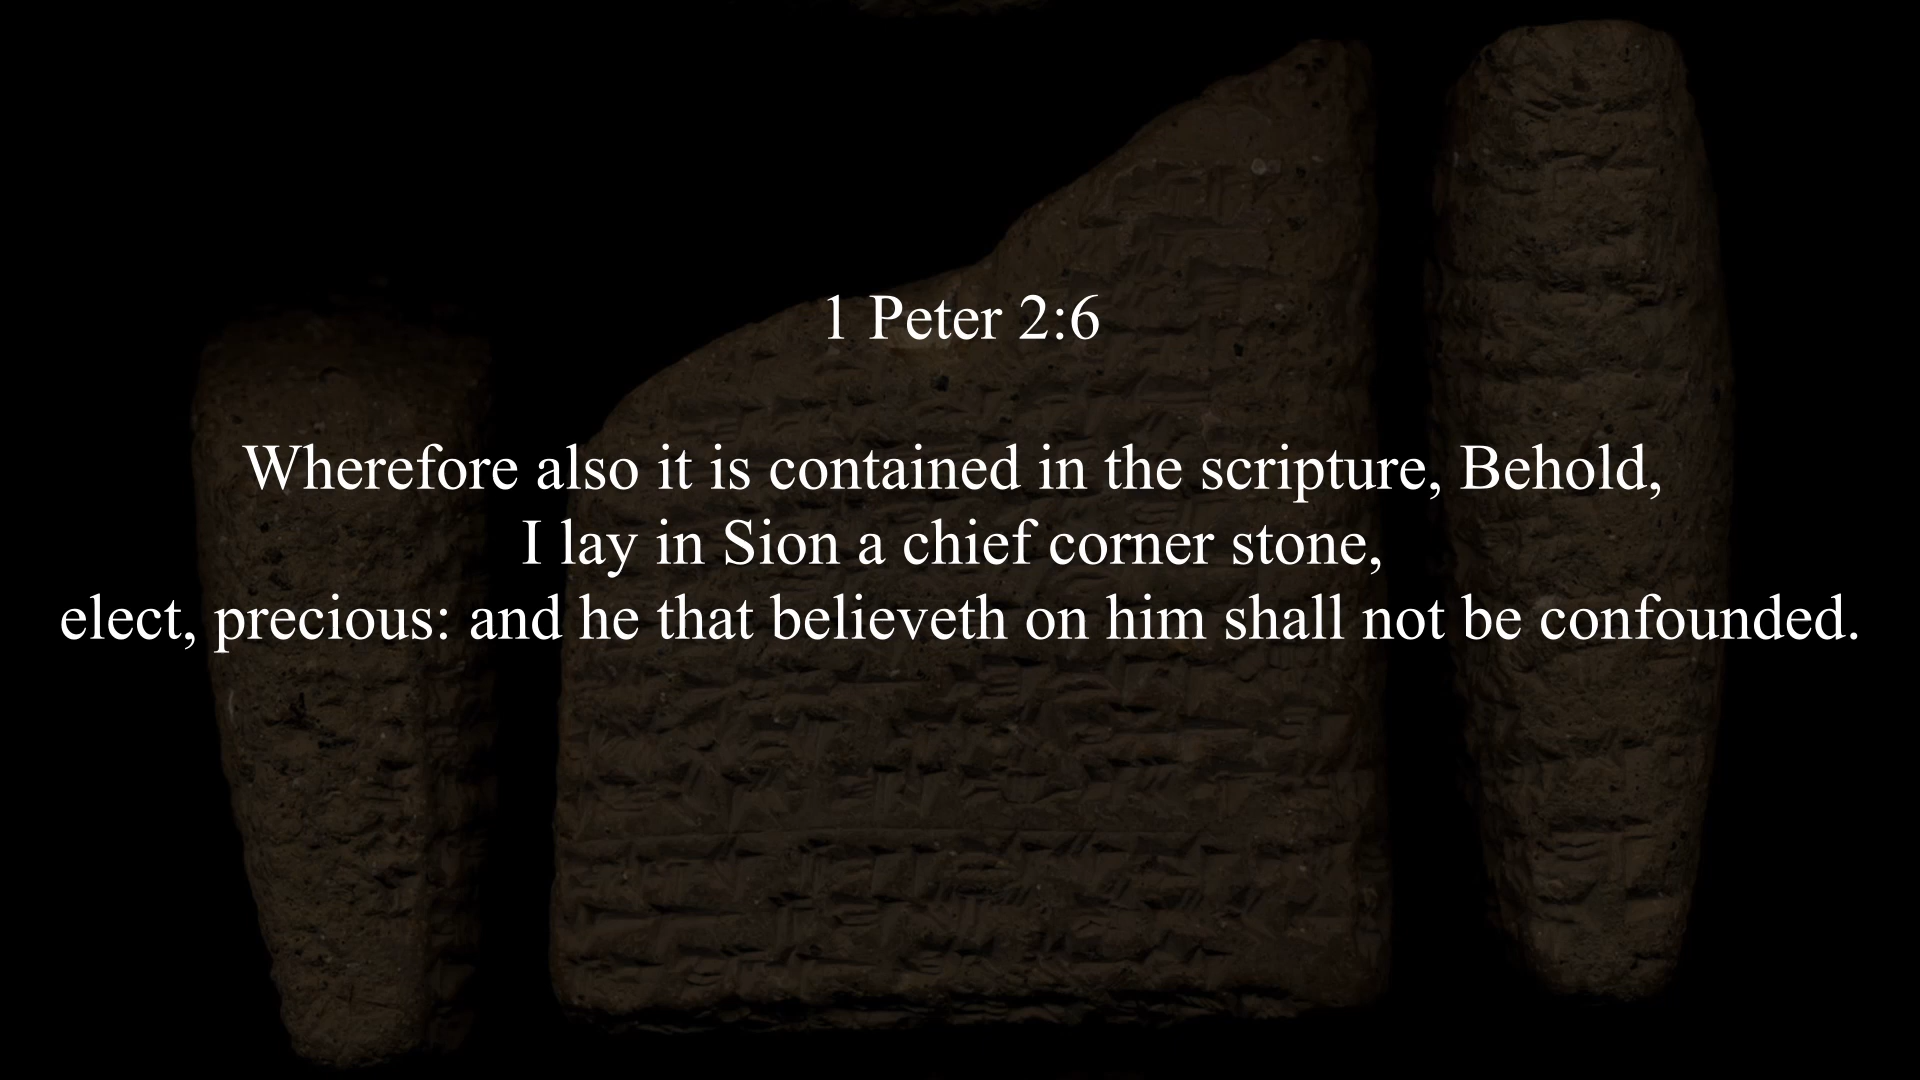 1 Peter 2:6
Wherefore also it is contained in the scripture, Behold,
I lay in Sion a chief corner stone,
elect, precious: and he that believeth on him shall not be confounded.